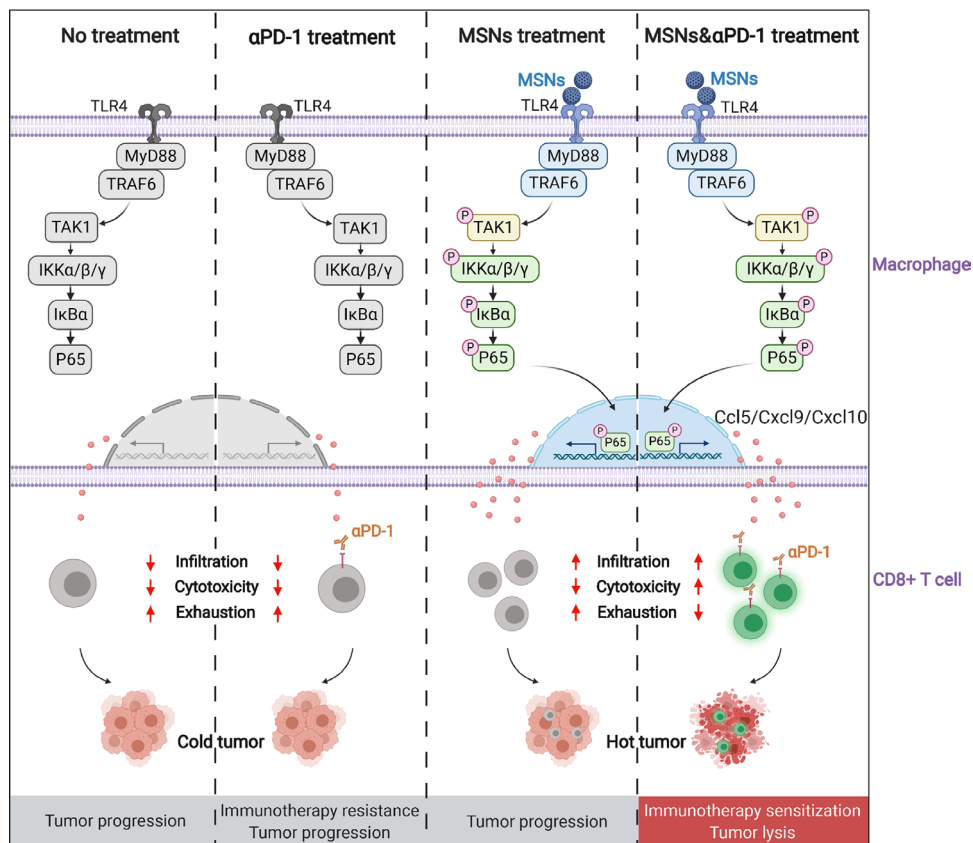 No treatment
αPD-1 treatment
MSNs treatment
MSNs&αPD-1 treatment
MSNs
MSNs
TLR4
TLR4
TLR4
TLR4
MyD88
MyD88
MyD88
MyD88
TRAF6
TRAF6
TRAF6
TRAF6
TAK1
TAK1
P
TAK1
TAK1
P
IKKα/β/γ
IKKα/β/γ
P
IKKα/β/γ
IKKα/β/γ
P
Macrophage
IκBα
IκBα
P
IκBα
IκBα
P
P65
P65
P
P65
P65
P
Ccl5/Cxcl9/Cxcl10
P
P65
P65
P
αPD-1
αPD-1
Infiltration
Cytotoxicity
Exhaustion
Infiltration
Cytotoxicity
Exhaustion
CD8+ T cell
Cold tumor
Hot tumor
Tumor progression
Immunotherapy resistance
Tumor progression
Tumor progression
Immunotherapy sensitization
Tumor lysis